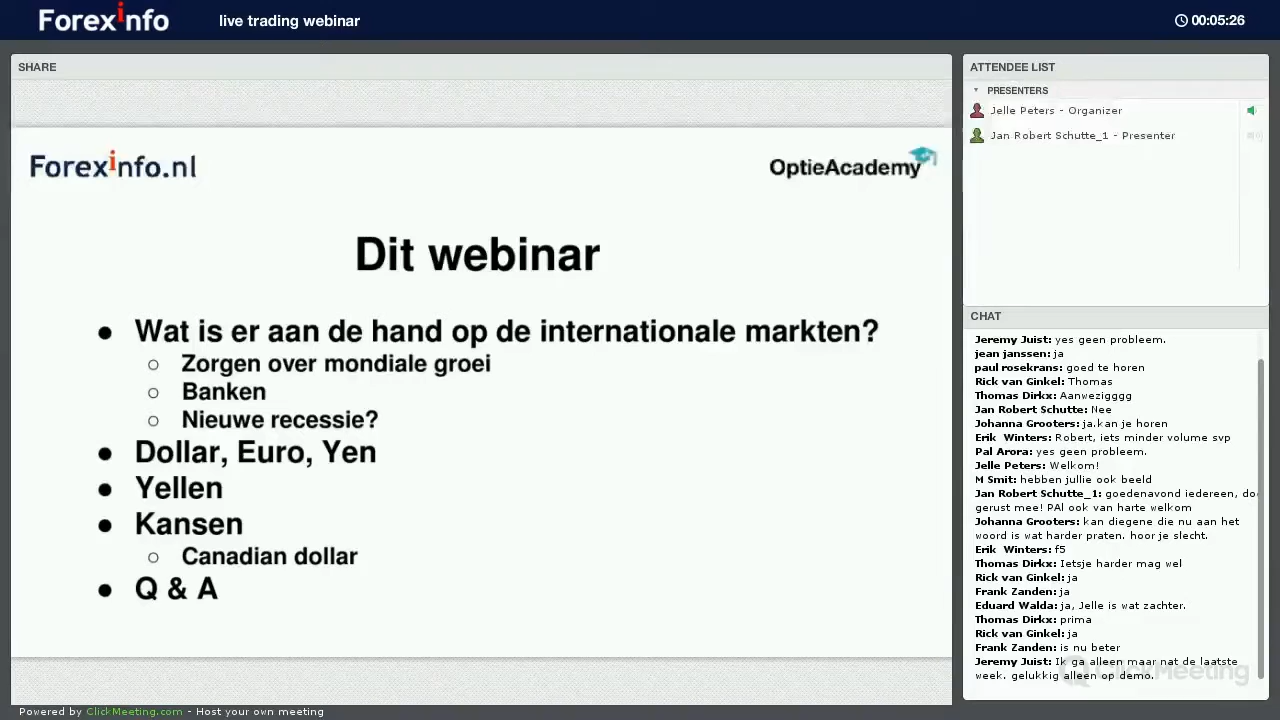 Forexinfo
live trading webinar
00:05:26
SHARE
Forexinfo.nl
OptieAcademy
Dit webinar
● Wat is er aan de hand op de internationale markten?
○ Zorgen over mondiale groei
○ Banken
○ Nieuwe recessie?
● Dollar, Euro, Yen
● Yellen
● Kansen
○ Canadian dollar
● Q & A
ATTENDEE LIST
PRESENTERS
Jelle Peters - Organizer
Jan Robert Schutte_1 - Presenter
CHAT
Jeremy Juist: yes geen probleem.
jean janssen: ja
paul rosekrans: goed te horen
Rick van Ginkel: Thomas
Thomas Dirkx: Aanwezigggg
Jan Robert Schutte: Nee
Johanna Grooters: ja.kan je horen
Erik Winters: Robert, iets minder volume svp
Pal Arora: yes geen probleem.
Jelle Peters: Welkom!
M Smit: hebben jullie ook beeld
Jan Robert Schutte_1: goedenavond iedereen, doe
gerust mee! PAl ook van harte welkom
Johanna Grooters: kan diegene die nu aan het
woord is wat harder praten. hoor je slecht.
Erik Winters: f5
Thomas Dirkx: Ietsje harder mag wel
Rick van Ginkel: ja
Frank Zanden: ja
Eduard Walda: ja, Jelle is wat zachter.
Thomas Dirkx: prima
Rick van Ginkel: ja
Frank Zanden: is nu beter
Jeremy Juist: Ik ga alleen maar nat de laatste
week. gelukkig alleen op demo.
ClickMeeting
Powered by ClickMeeting.com - Host your own meeting